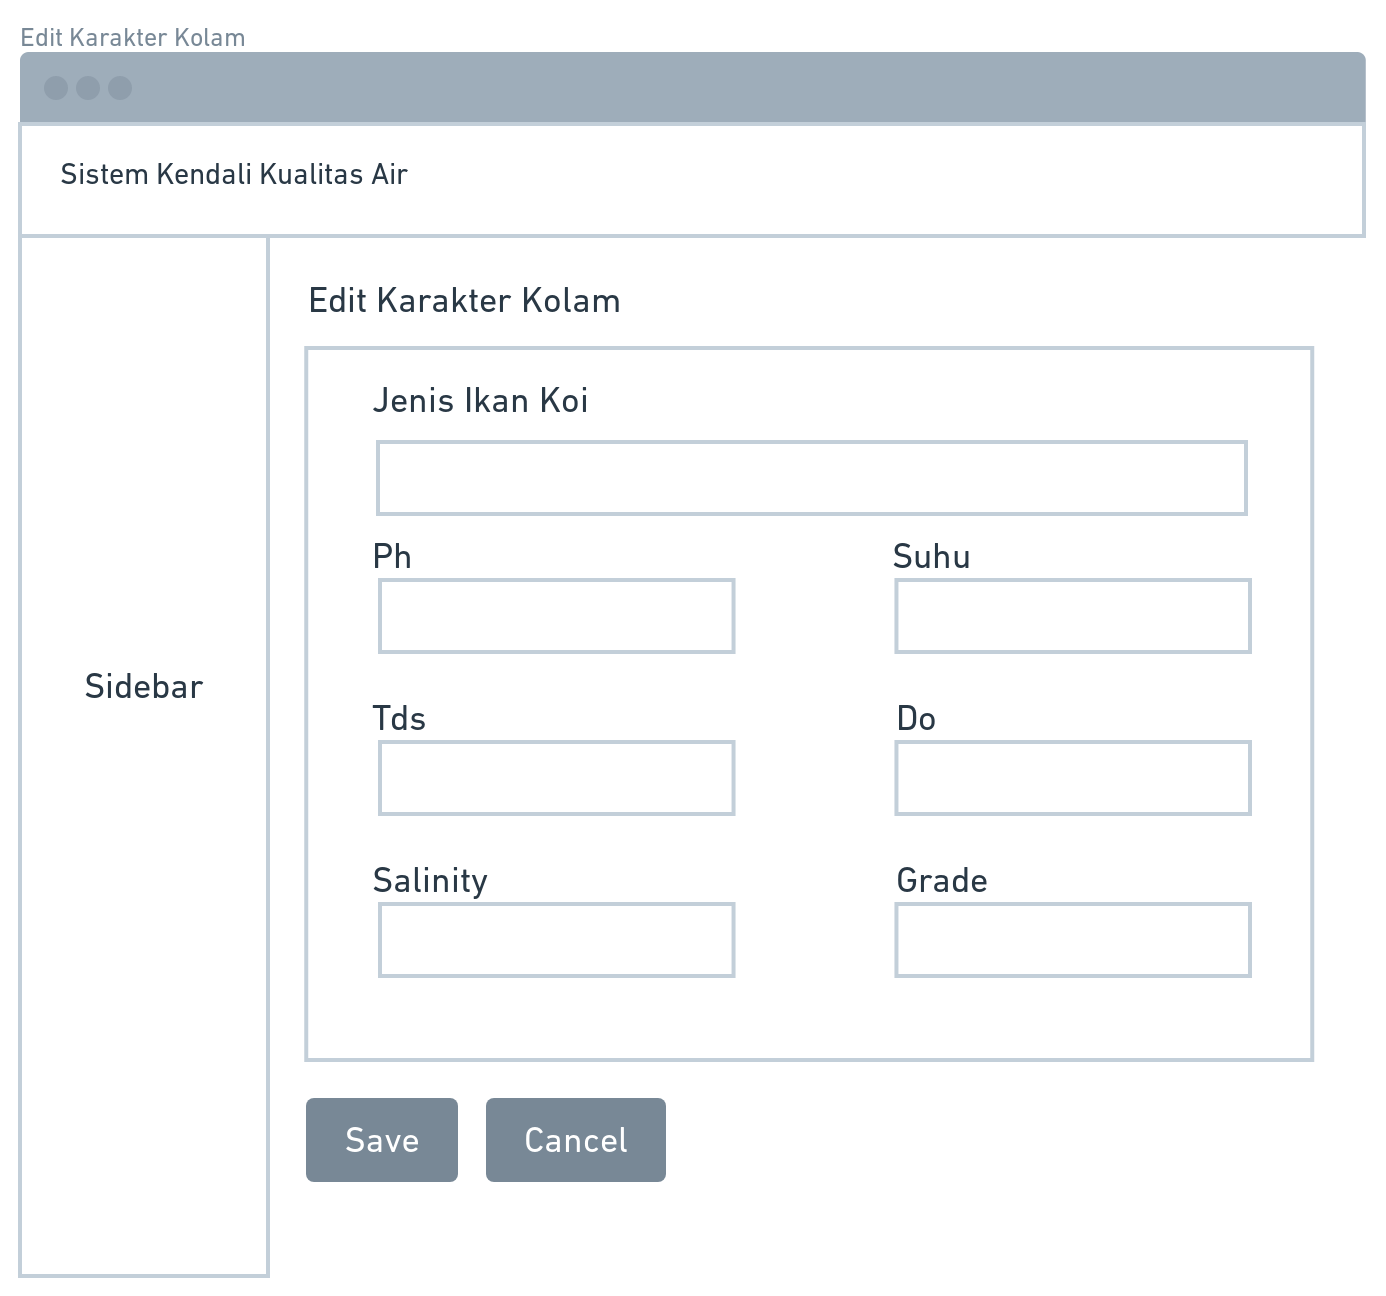 Edit Karakter Kolam
Sistem Kendali Kualitas Air
Sidebar
Edit Karakter Kolam
Jenis Ikan Koi
Ph
Suhu
Tds
Do
Salinity
Grade
Save
Cancel